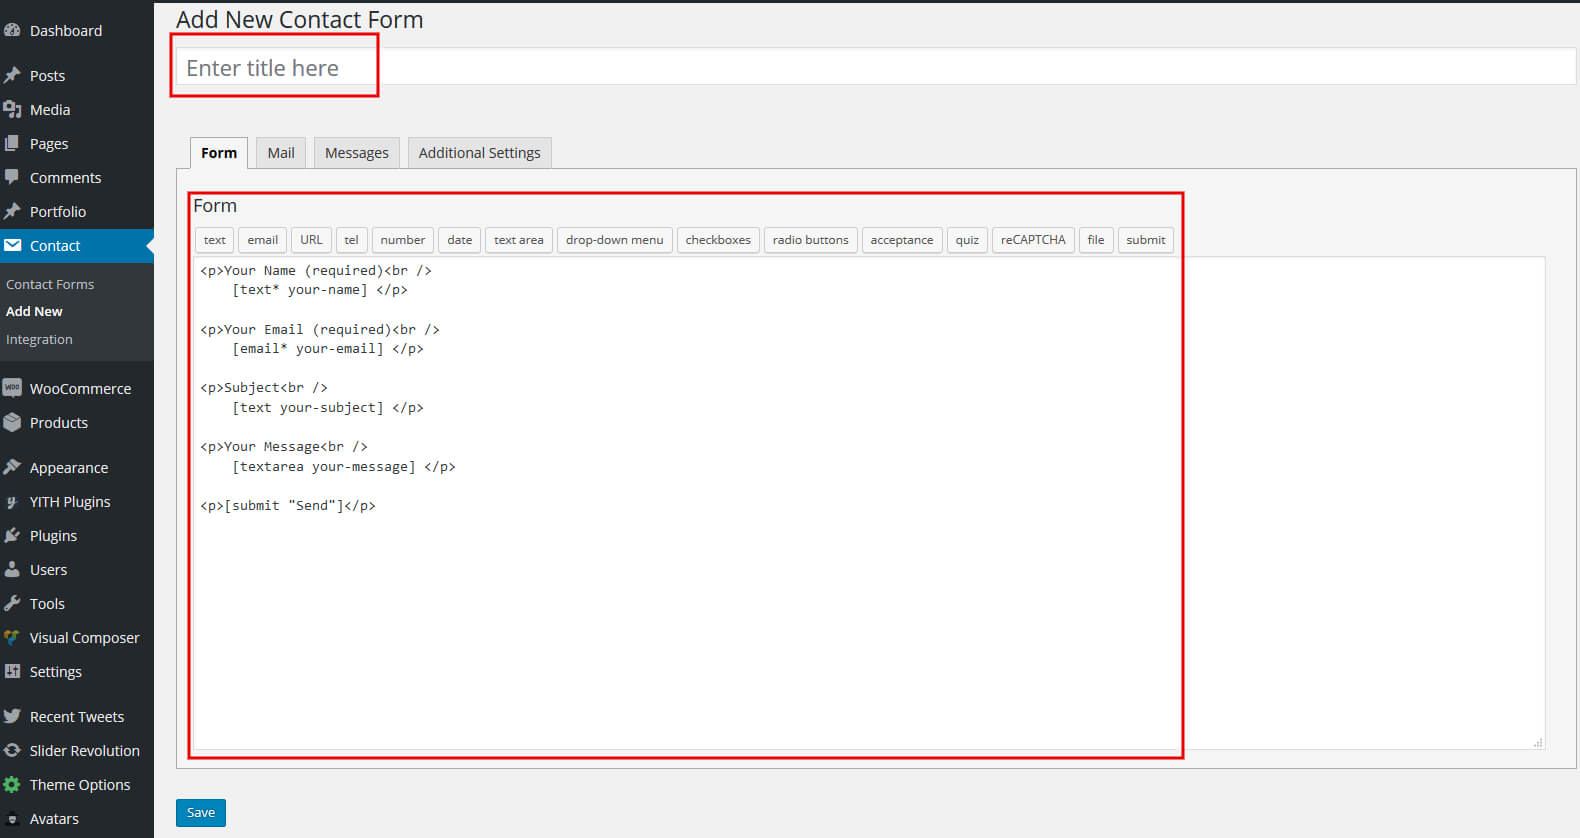 Dashboard
Posts
Media
Pages
Comments
Portfolio
Contact
Contact Forms
Add New
Integration
WOO WooCommerce
Products
Appearance
YITH Plugins
Plugins
Users
Tools
Visual Composer
Settings
Recent Tweets
Slider Revolution
Theme Options
Avatars
Add New Contact Form
Enter title here
Form Mail Messages Additional Settings
Form
text email URL tel number date text area drop-down menu checkboxes radio buttons acceptance quiz reCAPTCHA file submit
<p>Your Name (required)<br />
    [text* your-name] </p>
<p>Your Email (required)<br />
    [email* your-email] </p>
<p>Subject<br />
    [text your-subject] </p>
<p>Your Message<br />
    [textarea your-message] </p>
<p>[submit "Send"]</p>
Save